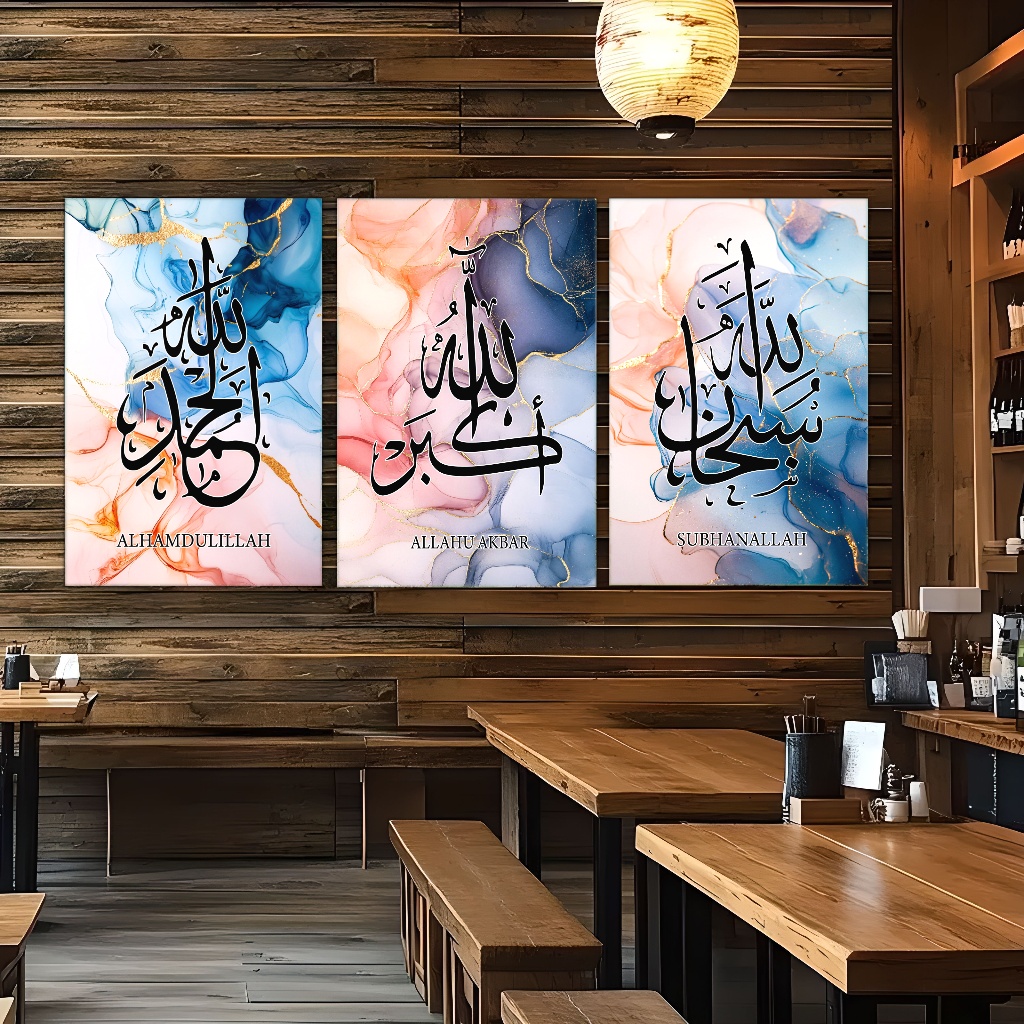 الحمد لله
ALHAMDULILLAH
الله أكبر
ALLAHU AKBAR
سبحان الله
SUBHANALLAH